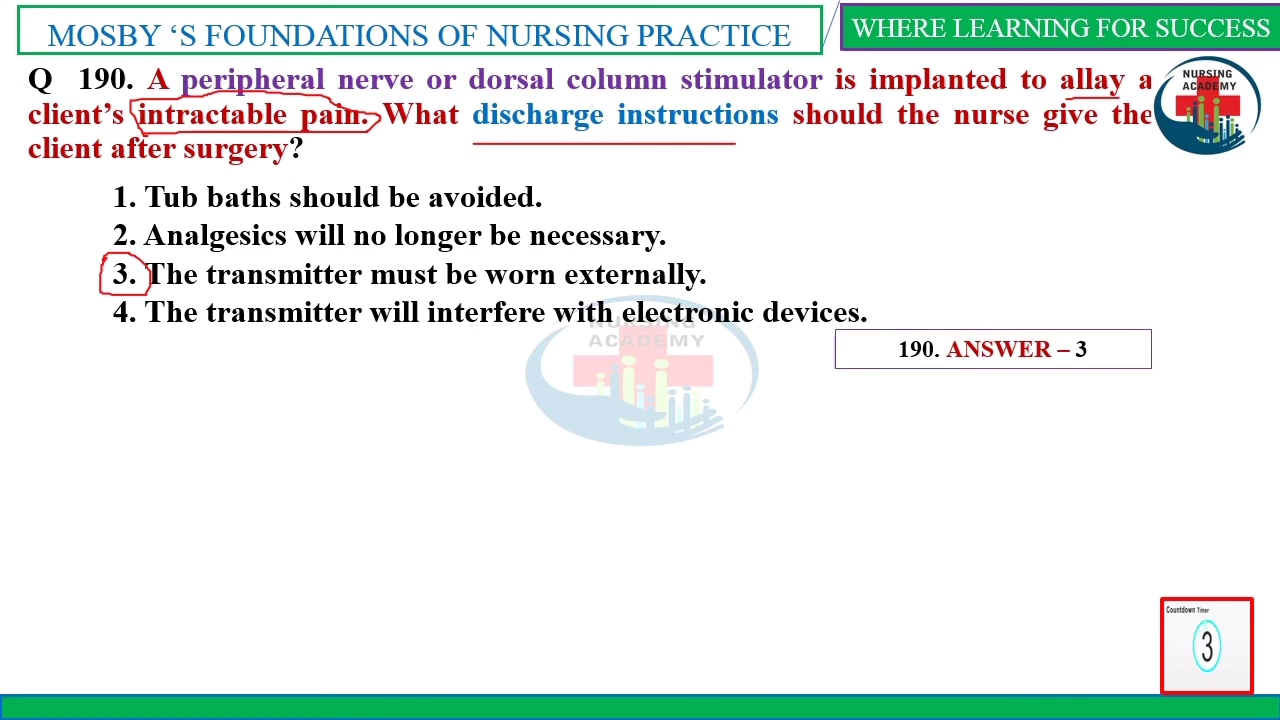 MOSBY ‘S FOUNDATIONS OF NURSING PRACTICE
WHERE LEARNING FOR SUCCESS
Q 190. A peripheral nerve or dorsal column stimulator is implanted to allay a
client’s intractable pain. What discharge instructions should the nurse give the
client after surgery?
NURSING
ACADEMY
1. Tub baths should be avoided.
2. Analgesics will no longer be necessary.
3. The transmitter must be worn externally.
4. The transmitter will interfere with electronic devices.
NURSING
ACADEMY
190. ANSWER – 3
Countdown Timer
3